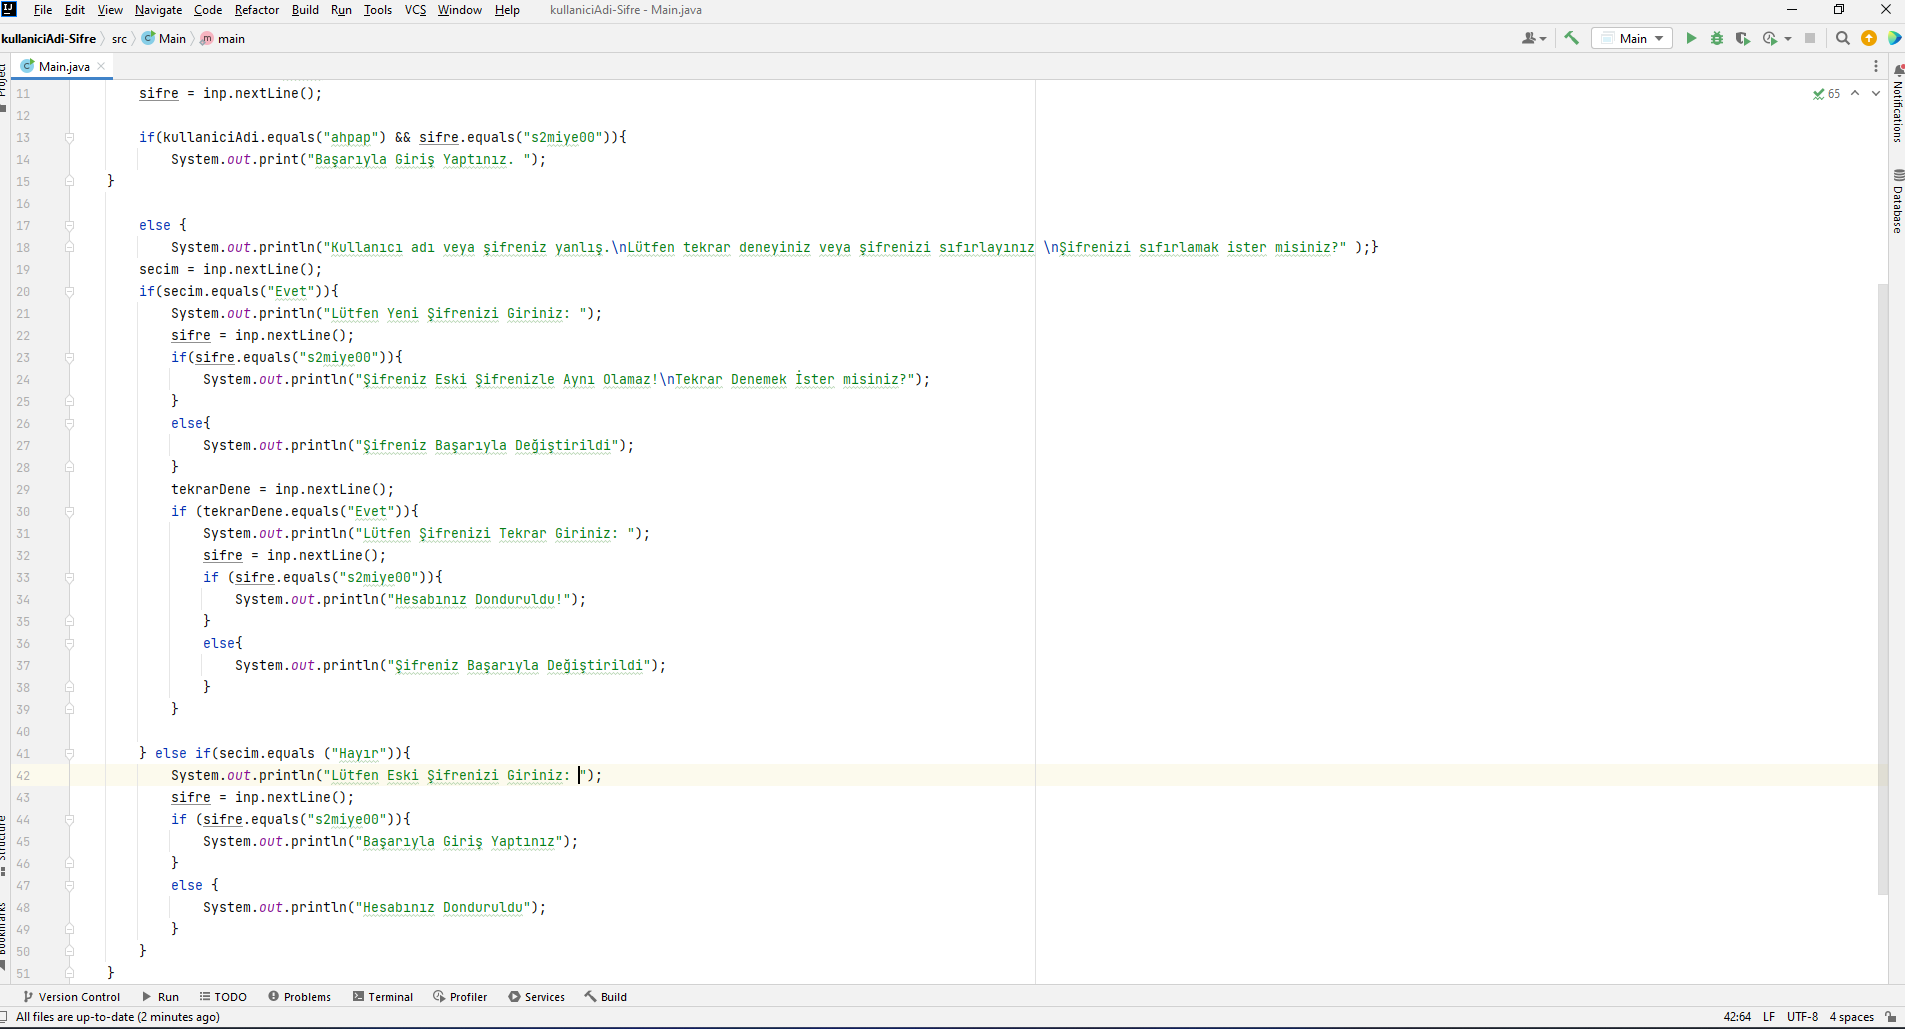 File Edit View Navigate Code Refactor Build Run Tools VCS Window Help kullaniciAdi-Sifre - Main.java
kullaniciAdi-Sifre src Main main Main
Project Main.java
11 sifre = inp.nextLine(); 65
12
13 if(kullaniciAdi.equals("ahpap") && sifre.equals("s2miye00")){
14 System.out.print("Başarıyla Giriş Yaptınız. ");
15 }
16
17 else {
18 System.out.println("Kullanıcı adı veya şifreniz yanlış.\nLütfen tekrar deneyiniz veya şifrenizi sıfırlayınız \nŞifrenizi sıfırlamak ister misiniz?" );}
19 secim = inp.nextLine();
20 if(secim.equals("Evet")){
21 System.out.println("Lütfen Yeni Şifrenizi Giriniz: ");
22 sifre = inp.nextLine();
23 if(sifre.equals("s2miye00")){
24 System.out.println("Şifreniz Eski Şifrenizle Aynı Olamaz!\nTekrar Denemek İster misiniz?");
25 }
26 else{
27 System.out.println("Şifreniz Başarıyla Değiştirildi");
28 }
29 tekrarDene = inp.nextLine();
30 if (tekrarDene.equals("Evet")){
31 System.out.println("Lütfen Şifrenizi Tekrar Giriniz: ");
32 sifre = inp.nextLine();
33 if (sifre.equals("s2miye00")){
34 System.out.println("Hesabınız Donduruldu!");
35 }
36 else{
37 System.out.println("Şifreniz Başarıyla Değiştirildi");
38 }
39 }
40
41 } else if(secim.equals ("Hayır")){
42 System.out.println("Lütfen Eski Şifrenizi Giriniz: ");
43 sifre = inp.nextLine();
44 if (sifre.equals("s2miye00")){
45 System.out.println("Başarıyla Giriş Yaptınız");
46 }
47 else {
48 System.out.println("Hesabınız Donduruldu");
49 }
50 }
51 }
Notifications
Database
Structure
Bookmarks
Version Control Run TODO Problems Terminal Profiler Services Build
All files are up-to-date (2 minutes ago) 42:64 LF UTF-8 4 spaces